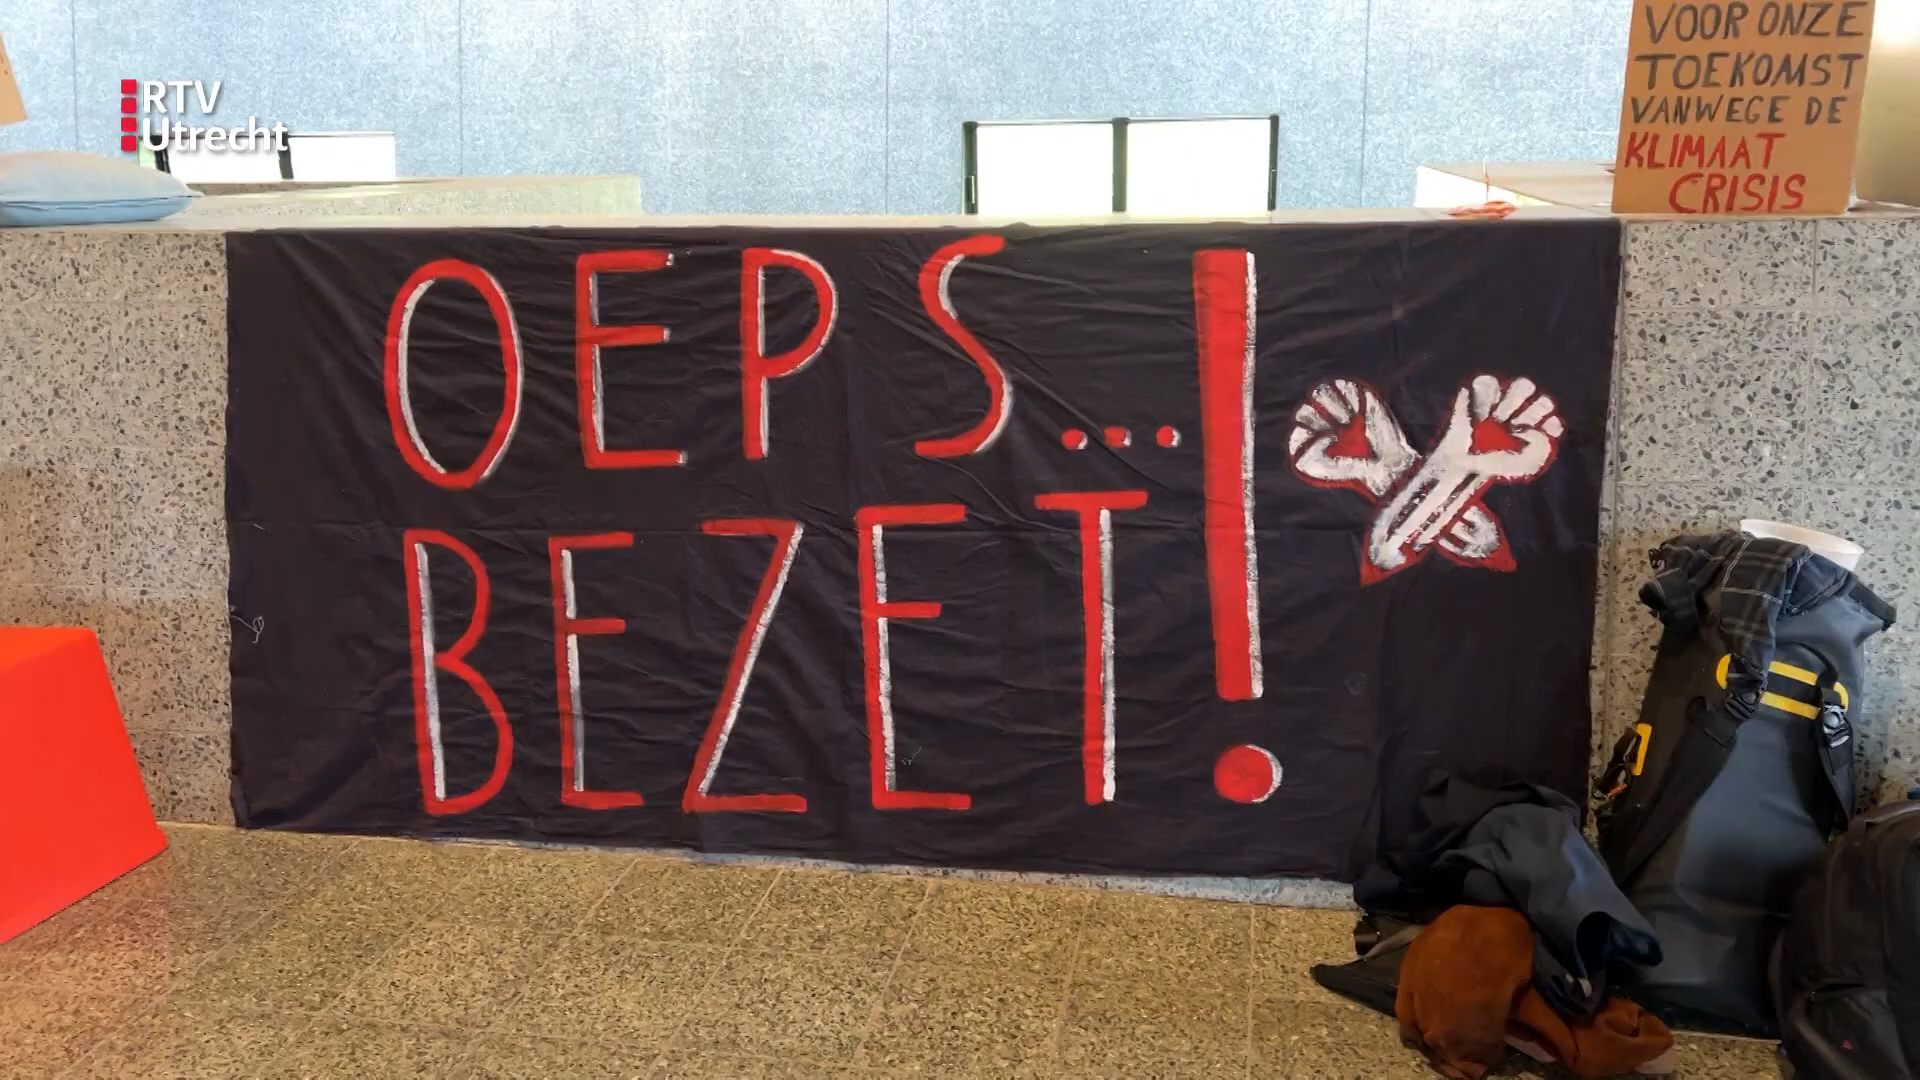 RTV
Utrecht
VOOR ONZE
TOEKOMST
VANWEGE DE
KLIMAAT
CRISIS
OEPS...!
BEZET